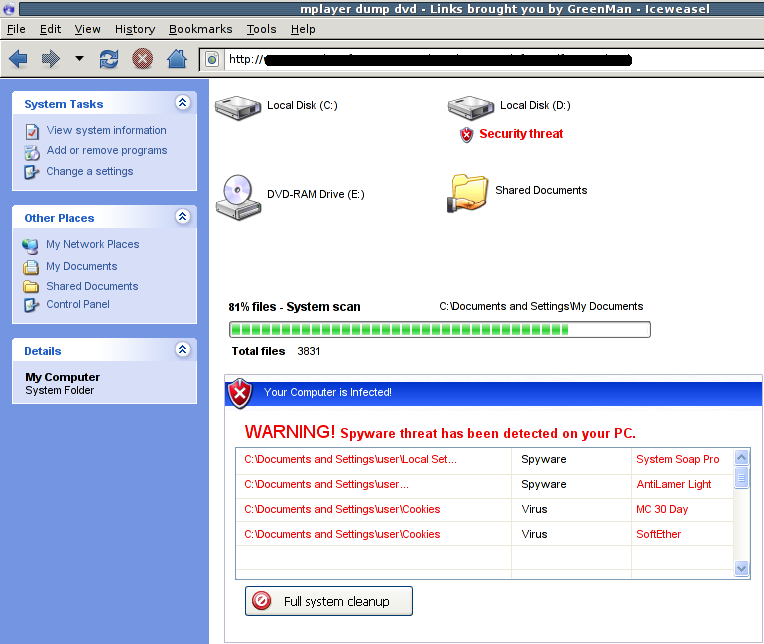 mplayer dump dvd - Links brought you by GreenMan - Iceweasel
File Edit View History Bookmarks Tools Help
http://
System Tasks
View system information
Add or remove programs
Change a settings
Other Places
My Network Places
My Documents
Shared Documents
Control Panel
Details
My Computer
System Folder
Local Disk (C:)
Local Disk (D:)
Security threat
DVD-RAM Drive (E:)
Shared Documents
81% files - System scan C:\Documents and Settings\My Documents
Total files 3831
Your Computer is Infected!
WARNING! Spyware threat has been detected on your PC.
C:\Documents and Settings\user\Local Set... Spyware System Soap Pro
C:\Documents and Settings\user... Spyware AntiLamer Light
C:\Documents and Settings\user\Cookies Virus MC 30 Day
C:\Documents and Settings\user\Cookies Virus SoftEther
Full system cleanup